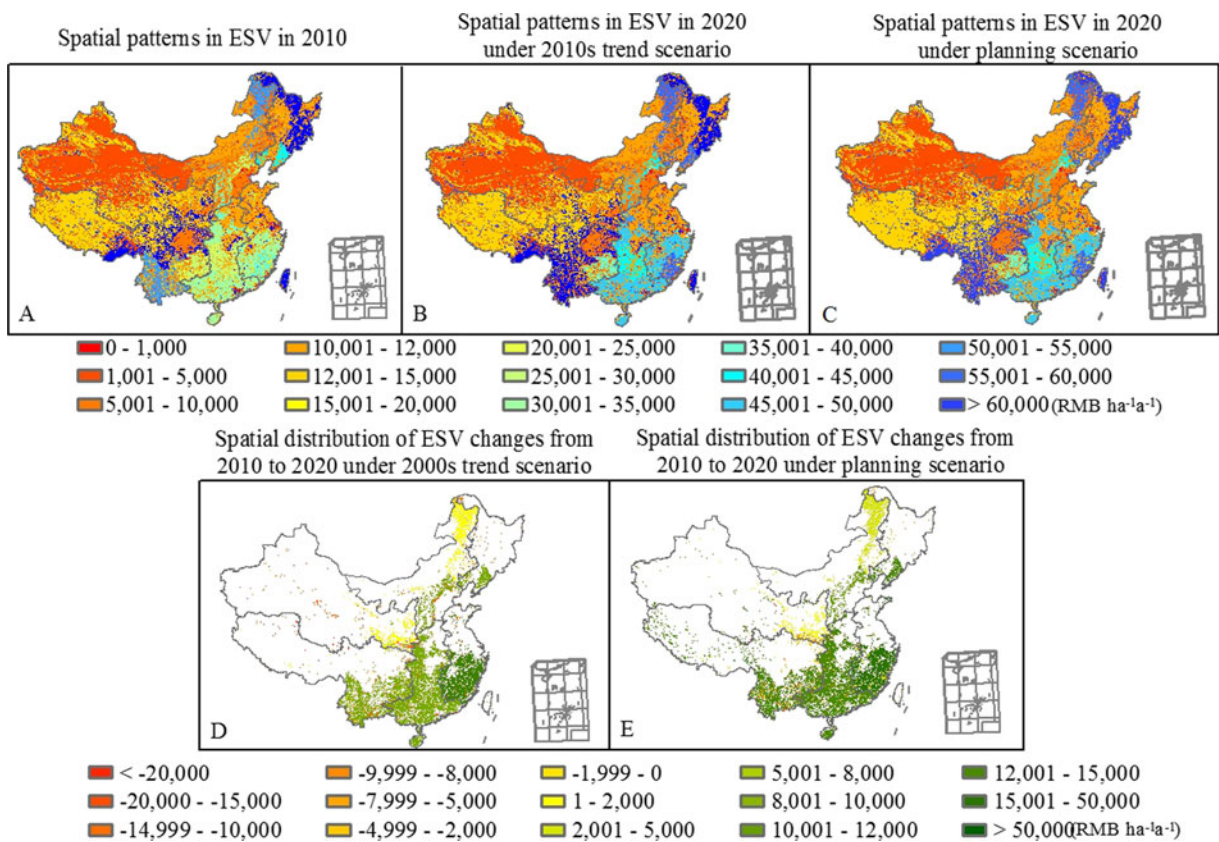 Spatial patterns in ESV in 2010
Spatial patterns in ESV in 2020
under 2010s trend scenario
Spatial patterns in ESV in 2020
under planning scenario
A
B
C
0 - 1,000
10,001 - 12,000
20,001 - 25,000
35,001 - 40,000
50,001 - 55,000
1,001 - 5,000
12,001 - 15,000
25,001 - 30,000
40,001 - 45,000
55,001 - 60,000
5,001 - 10,000
15,001 - 20,000
30,001 - 35,000
45,001 - 50,000
> 60,000 (RMB ha⁻¹a⁻¹)
Spatial distribution of ESV changes from
2010 to 2020 under 2000s trend scenario
Spatial distribution of ESV changes from
2010 to 2020 under planning scenario
D
E
< -20,000
-9,999 - -8,000
-1,999 - 0
5,001 - 8,000
12,001 - 15,000
-20,000 - -15,000
-7,999 - -5,000
1 - 2,000
8,001 - 10,000
15,001 - 50,000
-14,999 - -10,000
-4,999 - -2,000
2,001 - 5,000
10,001 - 12,000
> 50,000 (RMB ha⁻¹a⁻¹)